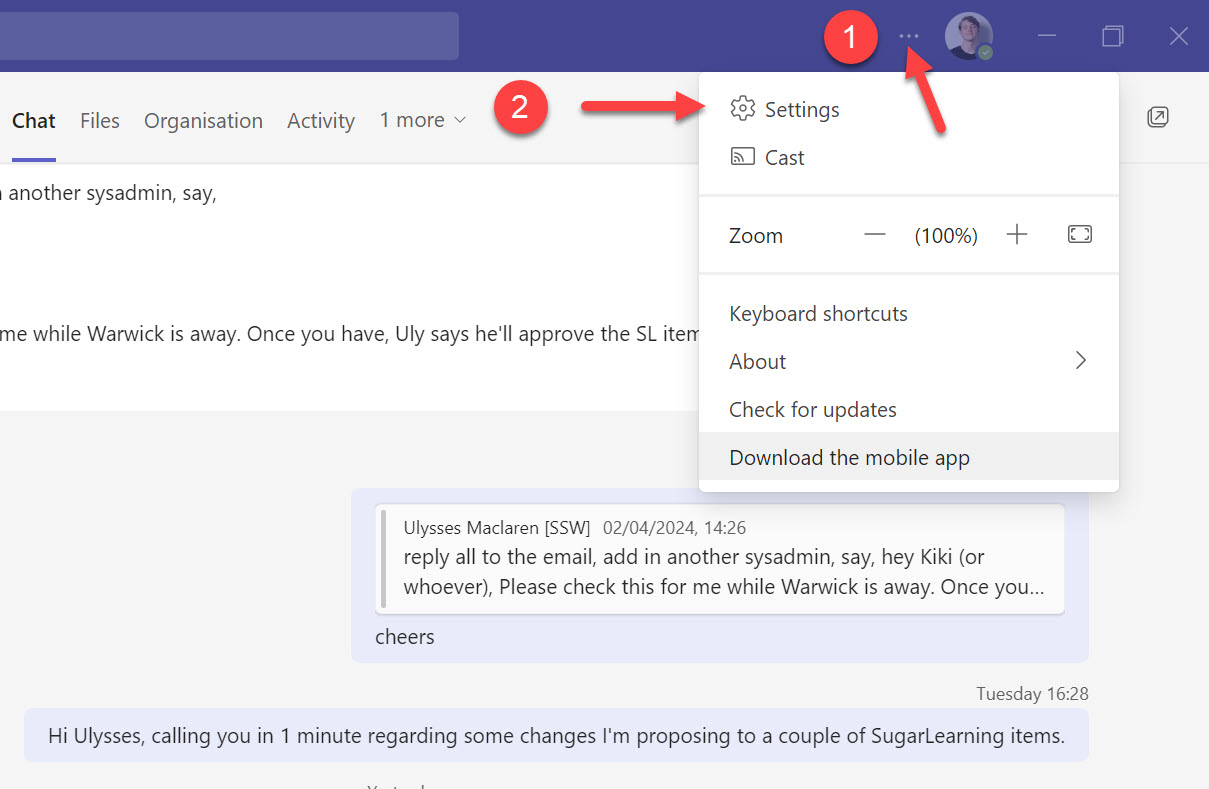 1
2
Settings
Chat Files Organisation Activity 1 more
Cast
another sysadmin, say,
Zoom (100%)
Keyboard shortcuts
me while Warwick is away. Once you have, Uly says he'll approve the SL item
About
Check for updates
Download the mobile app
Ulysses Maclaren [SSW] 02/04/2024, 14:26
reply all to the email, add in another sysadmin, say, hey Kiki (or
whoever), Please check this for me while Warwick is away. Once you...
cheers
Tuesday 16:28
Hi Ulysses, calling you in 1 minute regarding some changes I'm proposing to a couple of SugarLearning items.